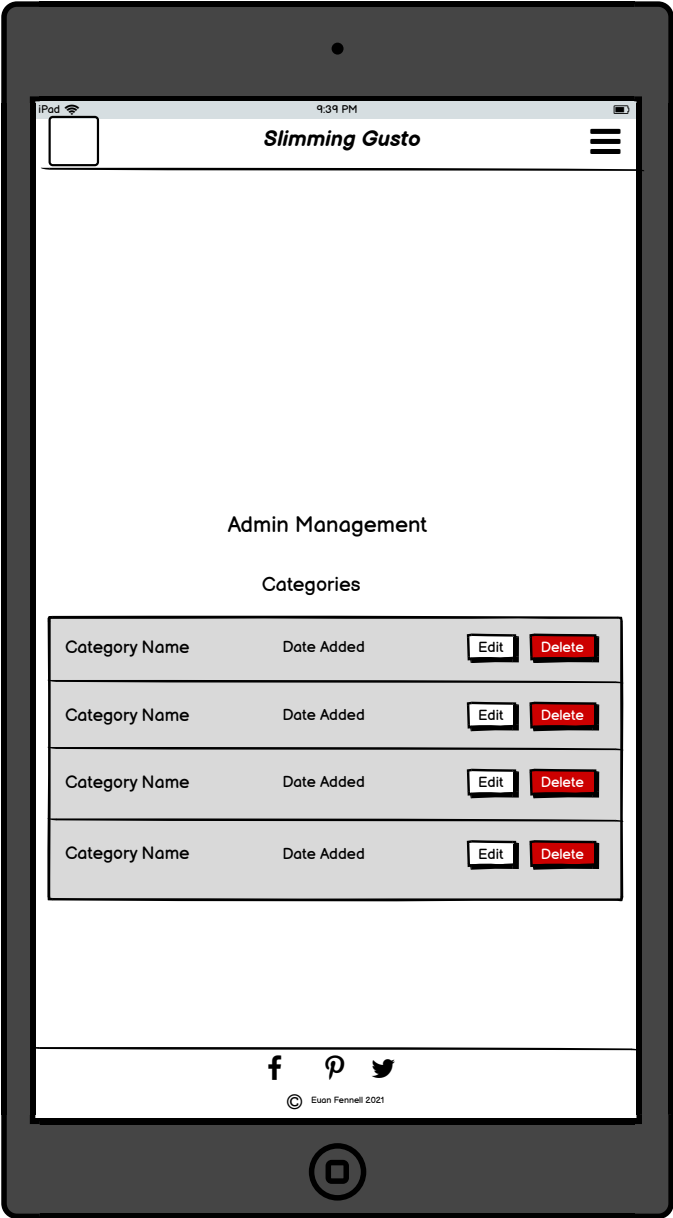 iPad 9:39 PM
Slimming Gusto
Admin Management
Categories
Category Name Date Added Edit Delete
Category Name Date Added Edit Delete
Category Name Date Added Edit Delete
Category Name Date Added Edit Delete
© Euan Fennell 2021